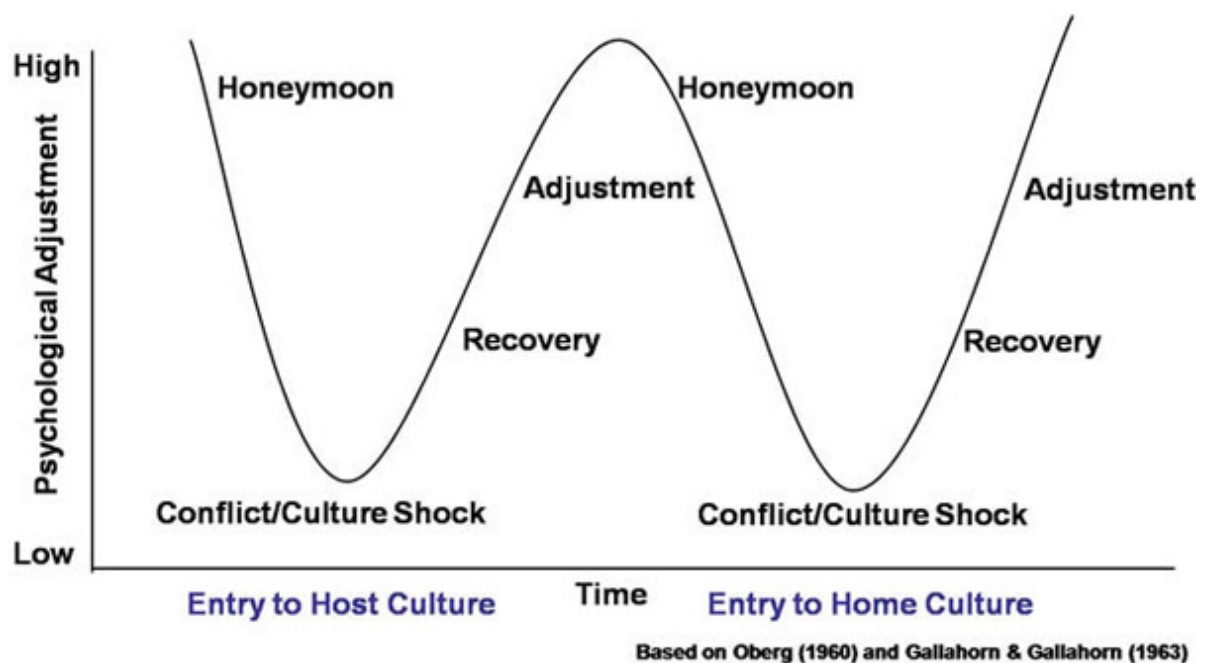 High
Honeymoon
Honeymoon
Psychological Adjustment
Adjustment
Adjustment
Recovery
Recovery
Conflict/Culture Shock
Conflict/Culture Shock
Low
Entry to Host Culture
Time
Entry to Home Culture
Based on Oberg (1960) and Gallahorn & Gallahorn (1963)